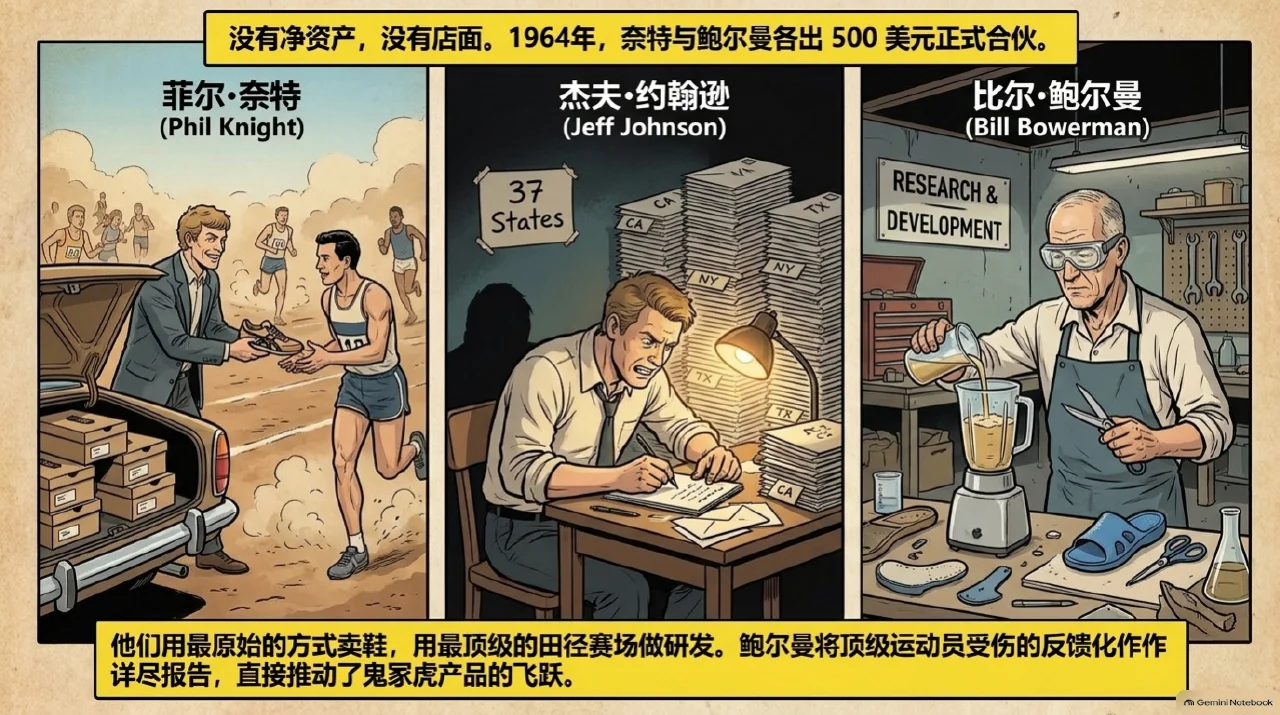 没有净资产，没有店面。1964年，奈特与鲍尔曼各出 500 美元正式合伙。
菲尔·奈特
(Phil Knight)
杰夫·约翰逊
(Jeff Johnson)
比尔·鲍尔曼
(Bill Bowerman)
37
States
CA
NY
TX
NY
TX
TX
CA
RESEARCH &
DEVELOPMENT
他们用最原始的方式卖鞋，用最顶级的田径赛场做研发。鲍尔曼将顶级运动员受伤的反馈化作作
详尽报告，直接推动了鬼冢虎产品的飞跃。
Gemini Notebook